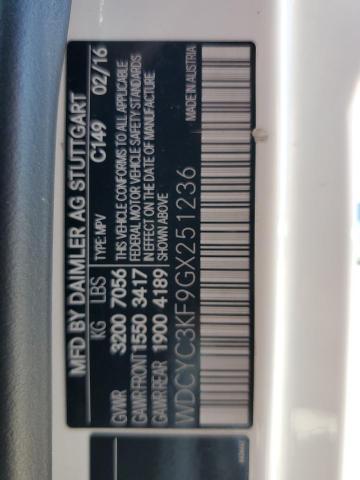 MFD BY DAIMLER AG STUTTGART
KG LBS TYPE: MPV C149 02/16
GVWR 3200 7056 THIS VEHICLE CONFORMS TO ALL APPLICABLE
GAWR FRONT 1550 3417 FEDERAL MOTOR VEHICLE SAFETY STANDARDS
GAWR REAR 1900 4189 IN EFFECT ON THE DATE OF MANUFACTURE
SHOWN ABOVE
MADE IN AUSTRIA
WDCYC3KF9GX251236